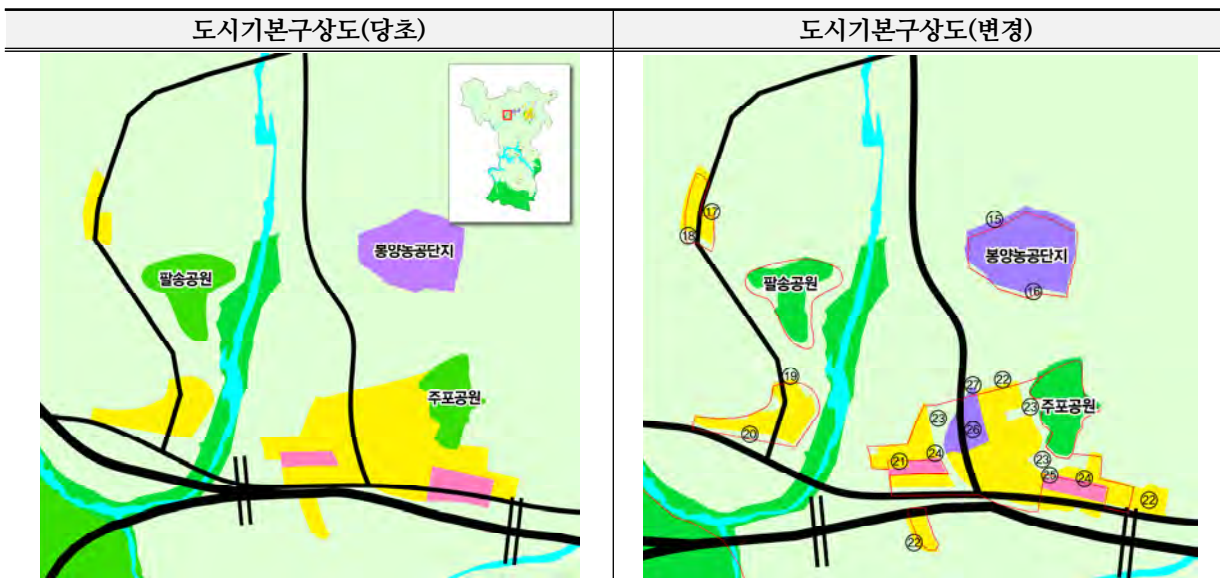 도시기본구상도(당초)
도시기본구상도(변경)
봉양농공단지
팔송공원
주포공원
⑰
⑱
⑮
봉양농공단지
⑯
팔송공원
⑲
⑳
㉗
㉒
㉓
㉓
주포공원
㉖
㉑
㉔
㉓
㉕
㉔
㉒
㉒